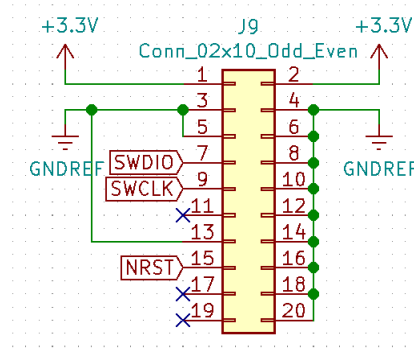 +3.3V J9 +3.3V
Conn_02x10_Odd_Even
1 2
3 4
5 6
GNDREF SWDIO 7 8 GNDREF
SWCLK 9 10
11 12
13 14
NRST 15 16
17 18
19 20